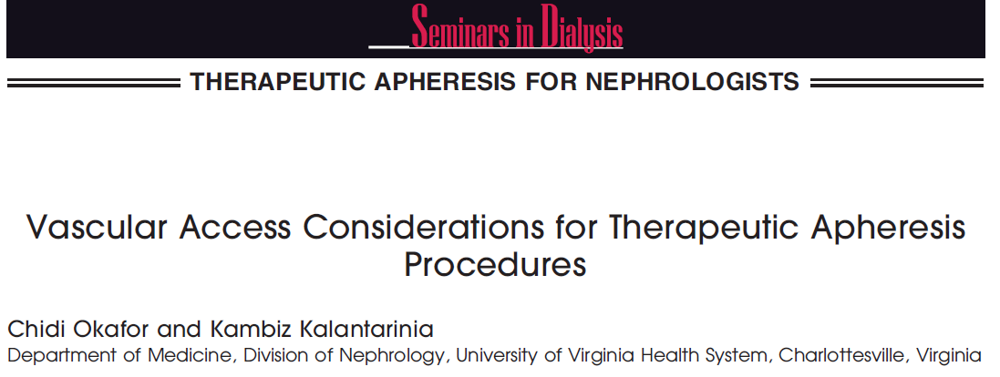 Seminars in Dialysis
THERAPEUTIC APHERESIS FOR NEPHROLOGISTS
Vascular Access Considerations for Therapeutic Apheresis
Procedures
Chidi Okafor and Kambiz Kalantarinia
Department of Medicine, Division of Nephrology, University of Virginia Health System, Charlottesville, Virginia